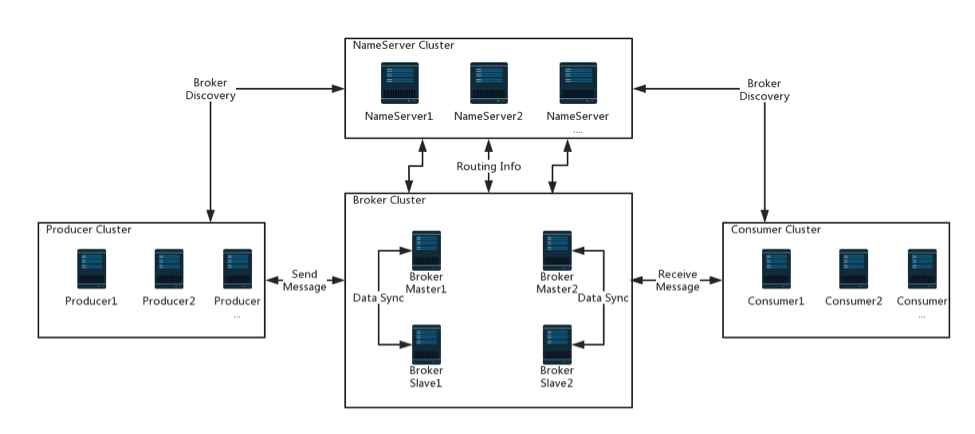 NameServer Cluster
NameServer1
NameServer2
NameServer
....
Broker
Discovery
Broker
Discovery
Routing Info
Producer Cluster
Producer1
Producer2
Producer
...
Send
Message
Broker Cluster
Broker
Master1
Broker
Master2
Data Sync
Data Sync
Broker
Slave1
Broker
Slave2
Receive
Message
Consumer Cluster
Consumer1
Consumer2
Consumer
...